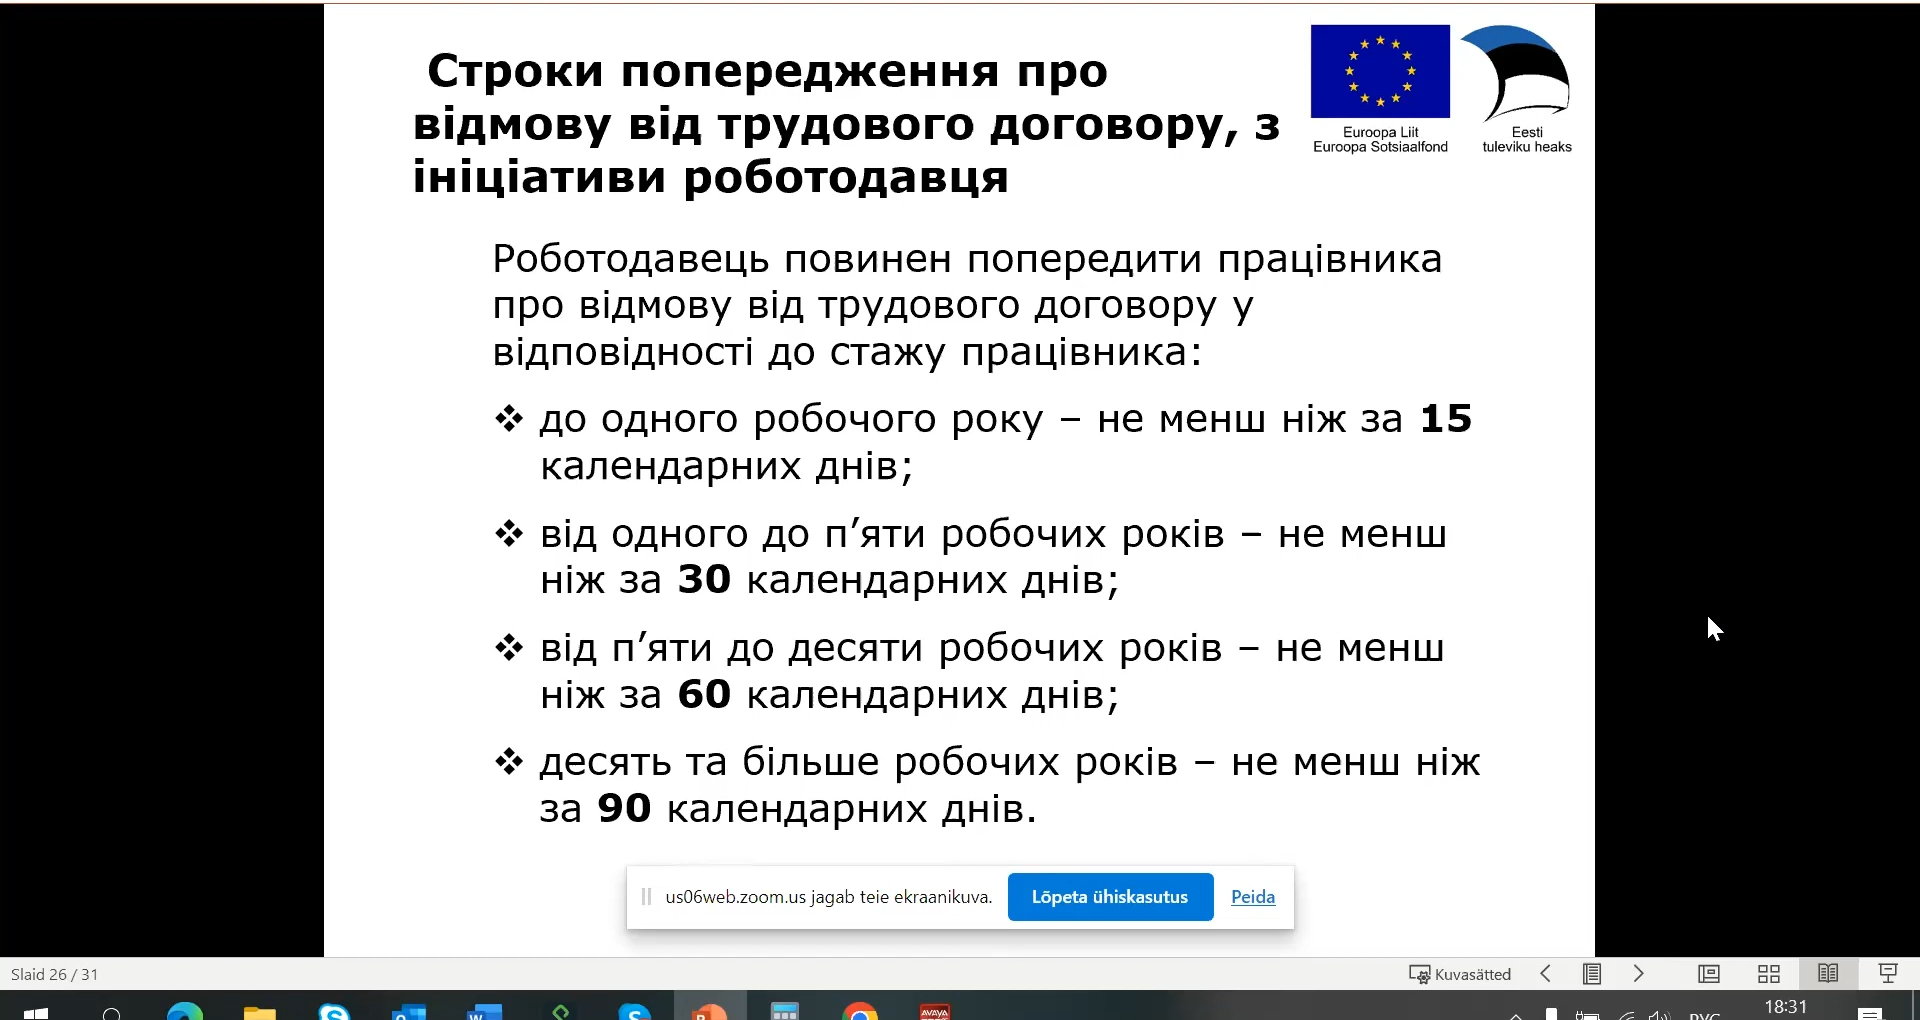 Строки попередження про
відмову від трудового договору, з
ініціативи роботодавця
Euroopa Liit
Euroopa Sotsiaalfond
Eesti
tuleviku heaks
Роботодавець повинен попередити працівника
про відмову від трудового договору у
відповідності до стажу працівника:
❖ до одного робочого року – не менш ніж за 15
календарних днів;
❖ від одного до п’яти робочих років – не менш
ніж за 30 календарних днів;
❖ від п’яти до десяти робочих років – не менш
ніж за 60 календарних днів;
❖ десять та більше робочих років – не менш ніж
за 90 календарних днів.
us06web.zoom.us jagab teie ekraanikuva.
Lõpeta ühiskasutus
Peida
Slaid 26 / 31
Kuvasätted
AVAYA
18:31
РУС